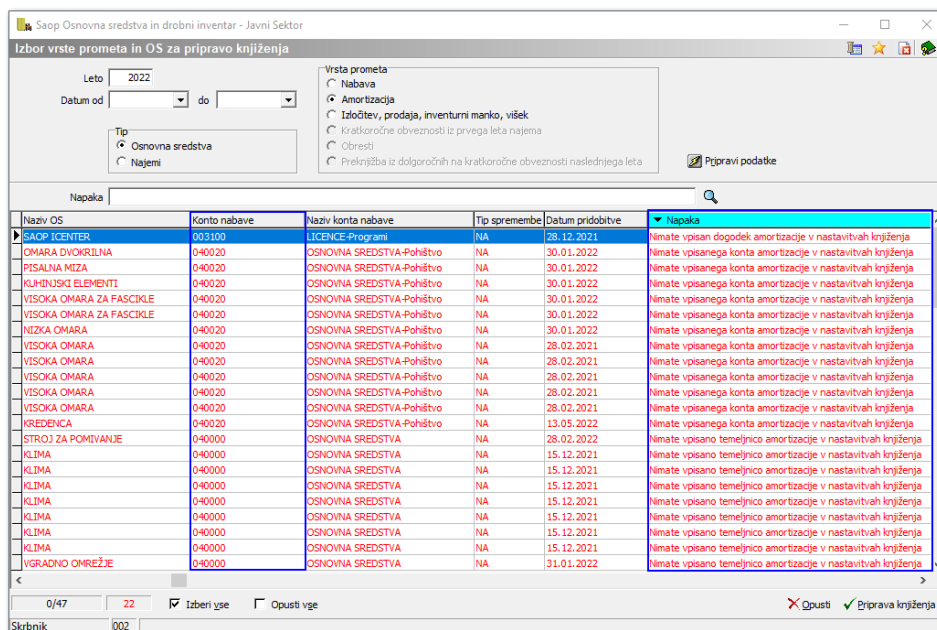 Saop Osnovna sredstva in drobni inventar - Javni Sektor
Izbor vrste prometa in OS za pripravo knjiženja
Leto 2022
Datum od do
Tip
Osnovna sredstva
Najemi
Vrsta prometa
Nabava
Amortizacija
Izločitev, prodaja, inventurni manko, višek
Kratkoročne obveznosti iz prvega leta najema
Obresti
Preknjižba iz dolgoročnih na kratkoročne obveznosti naslednjega leta
Pripravi podatke
Napaka
Naziv OS Konto nabave Naziv konta nabave Tip spremembe Datum pridobitve Napaka
SAOP ICENTER 003100 LICENCE-Programi NA 28.12.2021 Nimate vpisan dogodek amortizacije v nastavitvah knjiženja
OMARA DVOKRILNA 040020 OSNOVNA SREDSTVA-Pohištvo NA 30.01.2022 Nimate vpisanega konta amortizacije v nastavitvah knjiženja
PISALNA MIZA 040020 OSNOVNA SREDSTVA-Pohištvo NA 30.01.2022 Nimate vpisanega konta amortizacije v nastavitvah knjiženja
KUHINJSKI ELEMENTI 040020 OSNOVNA SREDSTVA-Pohištvo NA 30.01.2022 Nimate vpisanega konta amortizacije v nastavitvah knjiženja
VISOKA OMARA ZA FASCIKLE 040020 OSNOVNA SREDSTVA-Pohištvo NA 30.01.2022 Nimate vpisanega konta amortizacije v nastavitvah knjiženja
VISOKA OMARA ZA FASCIKLE 040020 OSNOVNA SREDSTVA-Pohištvo NA 30.01.2022 Nimate vpisanega konta amortizacije v nastavitvah knjiženja
NIZKA OMARA 040020 OSNOVNA SREDSTVA-Pohištvo NA 30.01.2022 Nimate vpisanega konta amortizacije v nastavitvah knjiženja
VISOKA OMARA 040020 OSNOVNA SREDSTVA-Pohištvo NA 28.02.2021 Nimate vpisanega konta amortizacije v nastavitvah knjiženja
VISOKA OMARA 040020 OSNOVNA SREDSTVA-Pohištvo NA 28.02.2021 Nimate vpisanega konta amortizacije v nastavitvah knjiženja
VISOKA OMARA 040020 OSNOVNA SREDSTVA-Pohištvo NA 28.02.2021 Nimate vpisanega konta amortizacije v nastavitvah knjiženja
VISOKA OMARA 040020 OSNOVNA SREDSTVA-Pohištvo NA 28.02.2021 Nimate vpisanega konta amortizacije v nastavitvah knjiženja
VISOKA OMARA 040020 OSNOVNA SREDSTVA-Pohištvo NA 28.02.2021 Nimate vpisanega konta amortizacije v nastavitvah knjiženja
KREDENCA 040020 OSNOVNA SREDSTVA-Pohištvo NA 13.05.2022 Nimate vpisanega konta amortizacije v nastavitvah knjiženja
STROJ ZA POMIVANJE 040000 OSNOVNA SREDSTVA NA 28.02.2022 Nimate vpisano temeljnico amortizacije v nastavitvah knjiženja
KLIMA 040000 OSNOVNA SREDSTVA NA 15.12.2021 Nimate vpisano temeljnico amortizacije v nastavitvah knjiženja
KLIMA 040000 OSNOVNA SREDSTVA NA 15.12.2021 Nimate vpisano temeljnico amortizacije v nastavitvah knjiženja
KLIMA 040000 OSNOVNA SREDSTVA NA 15.12.2021 Nimate vpisano temeljnico amortizacije v nastavitvah knjiženja
KLIMA 040000 OSNOVNA SREDSTVA NA 15.12.2021 Nimate vpisano temeljnico amortizacije v nastavitvah knjiženja
KLIMA 040000 OSNOVNA SREDSTVA NA 15.12.2021 Nimate vpisano temeljnico amortizacije v nastavitvah knjiženja
KLIMA 040000 OSNOVNA SREDSTVA NA 15.12.2021 Nimate vpisano temeljnico amortizacije v nastavitvah knjiženja
KLIMA 040000 OSNOVNA SREDSTVA NA 15.12.2021 Nimate vpisano temeljnico amortizacije v nastavitvah knjiženja
VGRADNO OMREŽJE 040000 OSNOVNA SREDSTVA NA 31.01.2022 Nimate vpisano temeljnico amortizacije v nastavitvah knjiženja
0/47 22 Izberi vse Opusti vse Opusti Priprava knjiženja
Skrbnik 002